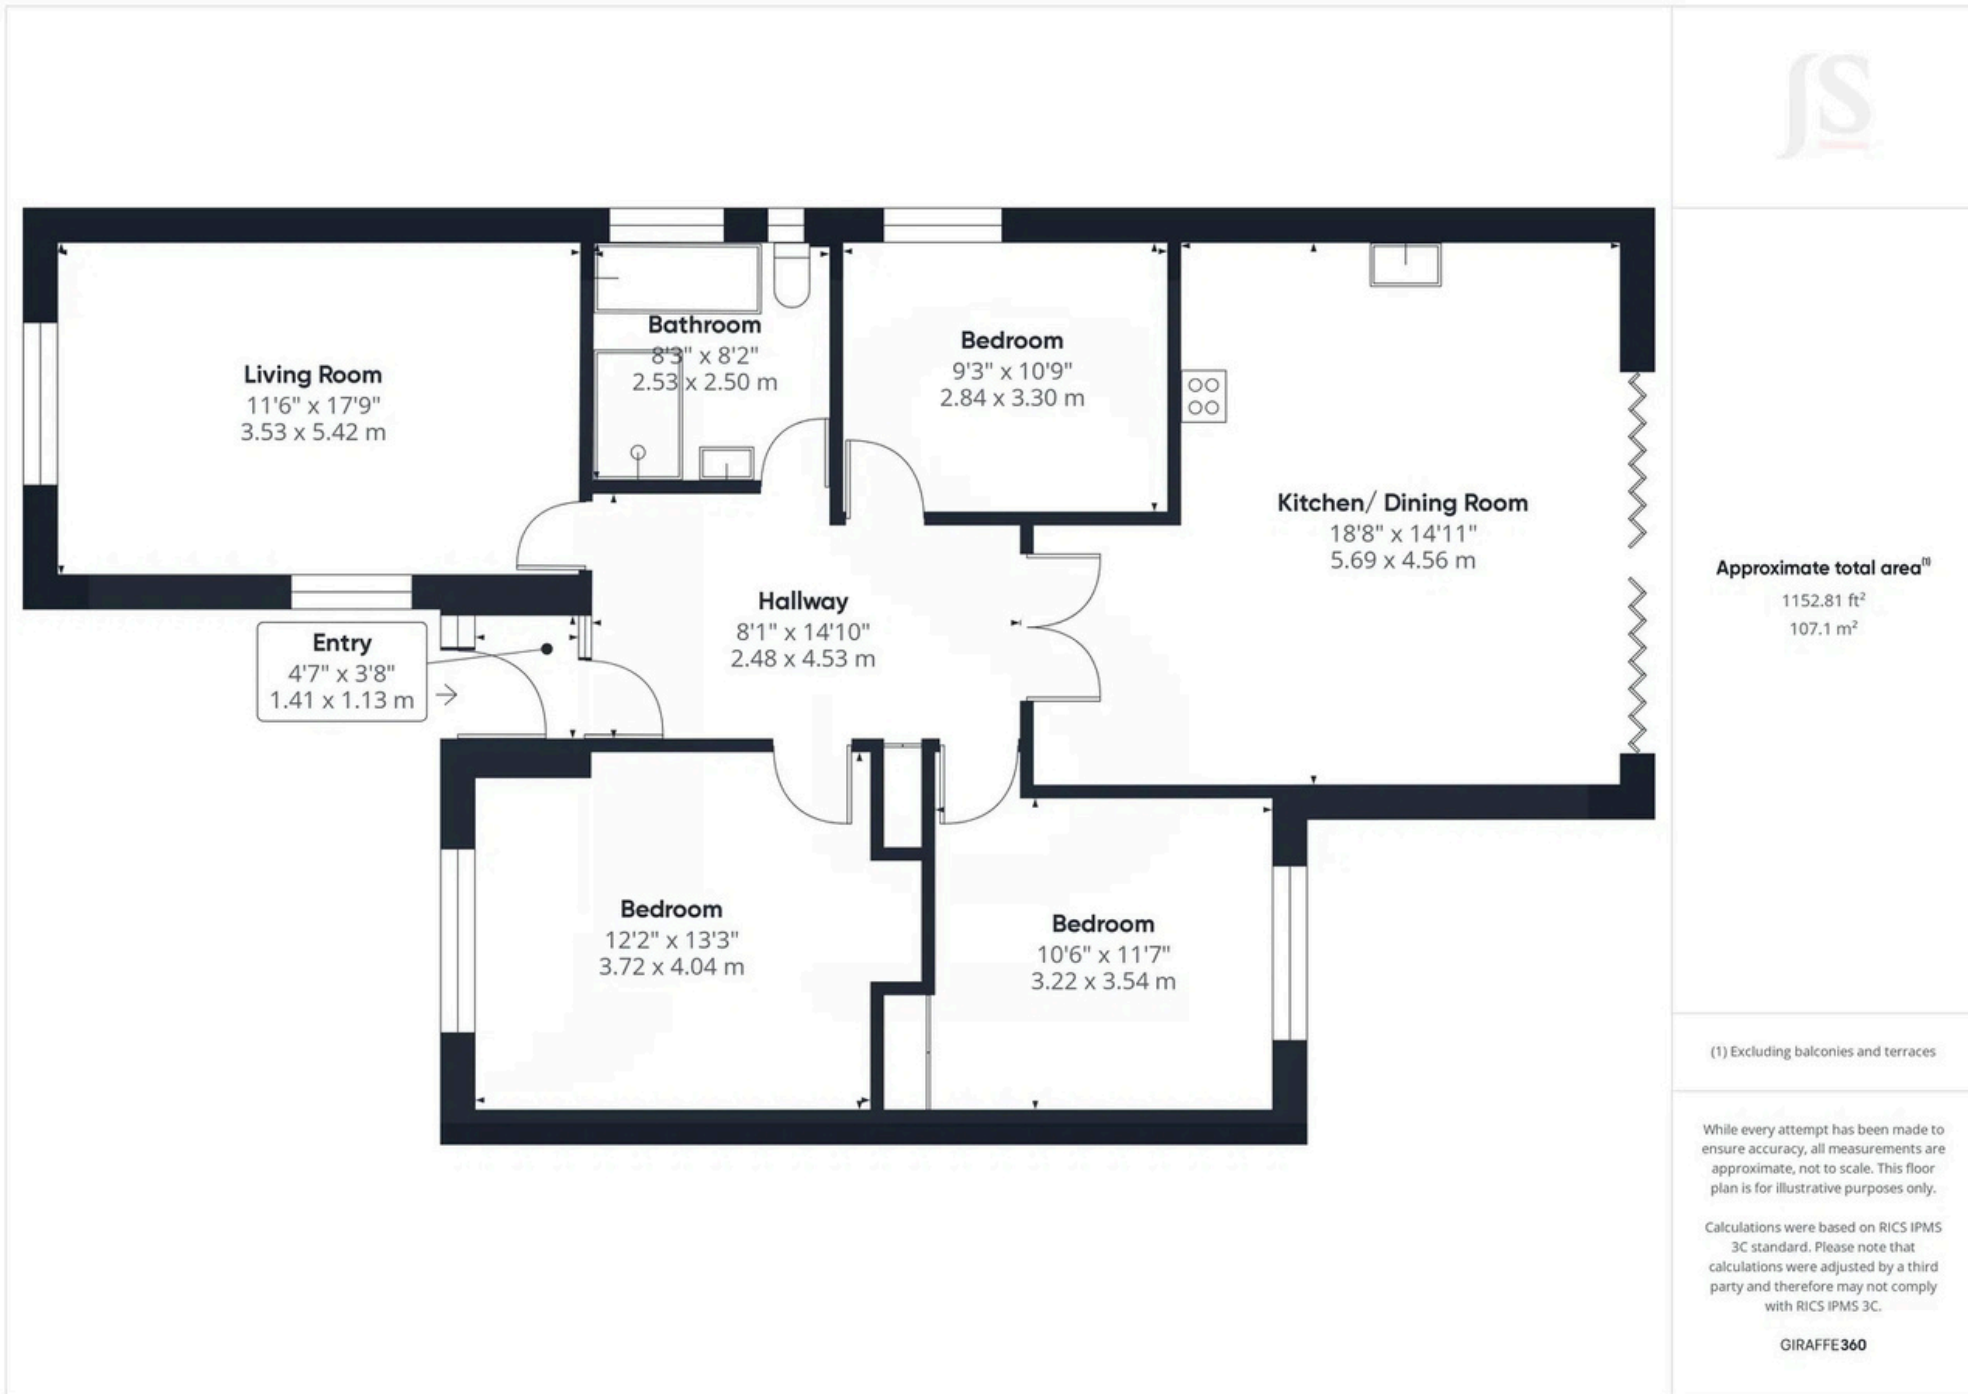 JS
Living Room
11'6" x 17'9"
3.53 x 5.42 m
Bathroom
8'3" x 8'2"
2.53 x 2.50 m
Bedroom
9'3" x 10'9"
2.84 x 3.30 m
Kitchen/ Dining Room
18'8" x 14'11"
5.69 x 4.56 m
Hallway
8'1" x 14'10"
2.48 x 4.53 m
Entry
4'7" x 3'8"
1.41 x 1.13 m
Bedroom
12'2" x 13'3"
3.72 x 4.04 m
Bedroom
10'6" x 11'7"
3.22 x 3.54 m
Approximate total area(1)
1152.81 ft²
107.1 m²
(1) Excluding balconies and terraces
While every attempt has been made to
ensure accuracy, all measurements are
approximate, not to scale. This floor
plan is for illustrative purposes only.
Calculations were based on RICS IPMS
3C standard. Please note that
calculations were adjusted by a third
party and therefore may not comply
with RICS IPMS 3C.
GIRAFFE360